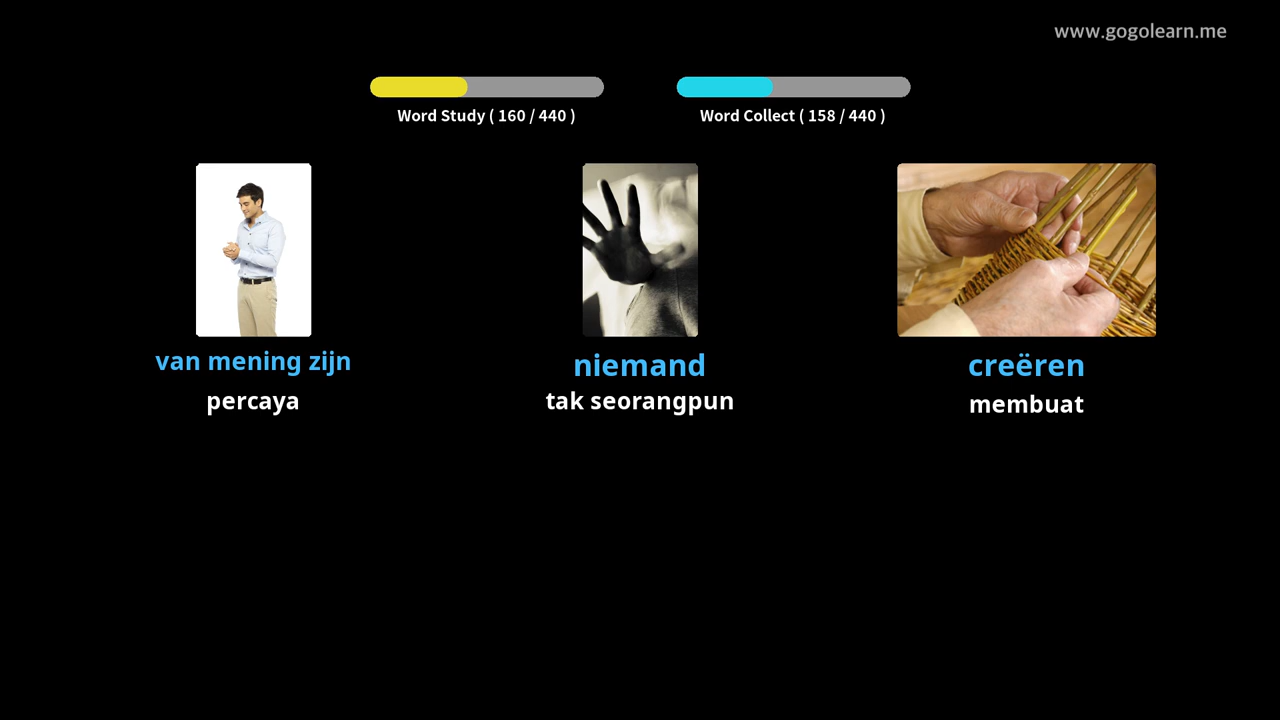 www.gogolearn.me
Word Study ( 160 / 440 )
Word Collect ( 158 / 440 )
van mening zijn
percaya
niemand
tak seorangpun
creëren
membuat